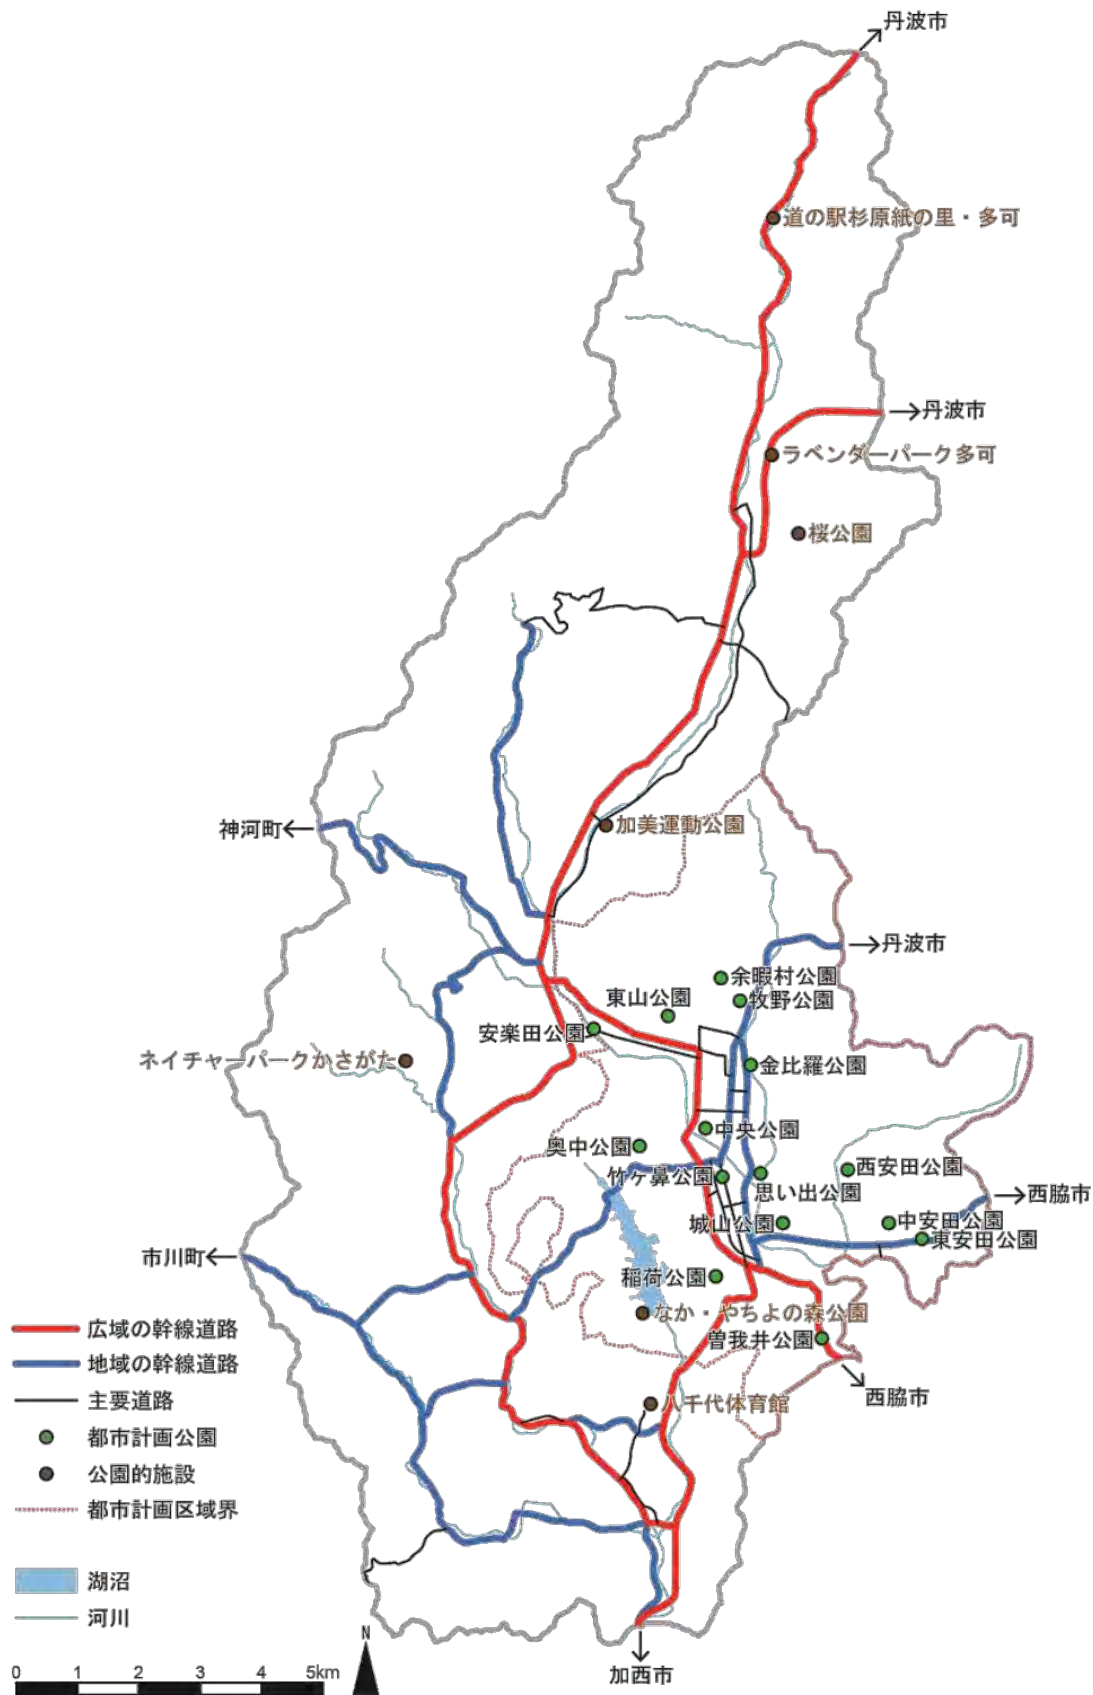 丹波市
道の駅杉原紙の里・多可
丹波市
ラベンダーパーク多可
桜公園
加美運動公園
神河町
丹波市
余暇村公園
牧野公園
東山公園
安楽田公園
ネイチャーパークかさがた
金比羅公園
中央公園
奥中公園
竹ヶ鼻公園
西安田公園
思い出公園
西脇市
城山公園
中安田公園
東安田公園
市川町
稲荷公園
なか・やちよの森公園
曽我井公園
西脇市
八千代体育館
広域の幹線道路
地域の幹線道路
主要道路
都市計画公園
公園的施設
都市計画区域界
湖沼
河川
N
0 1 2 3 4 5km
加西市